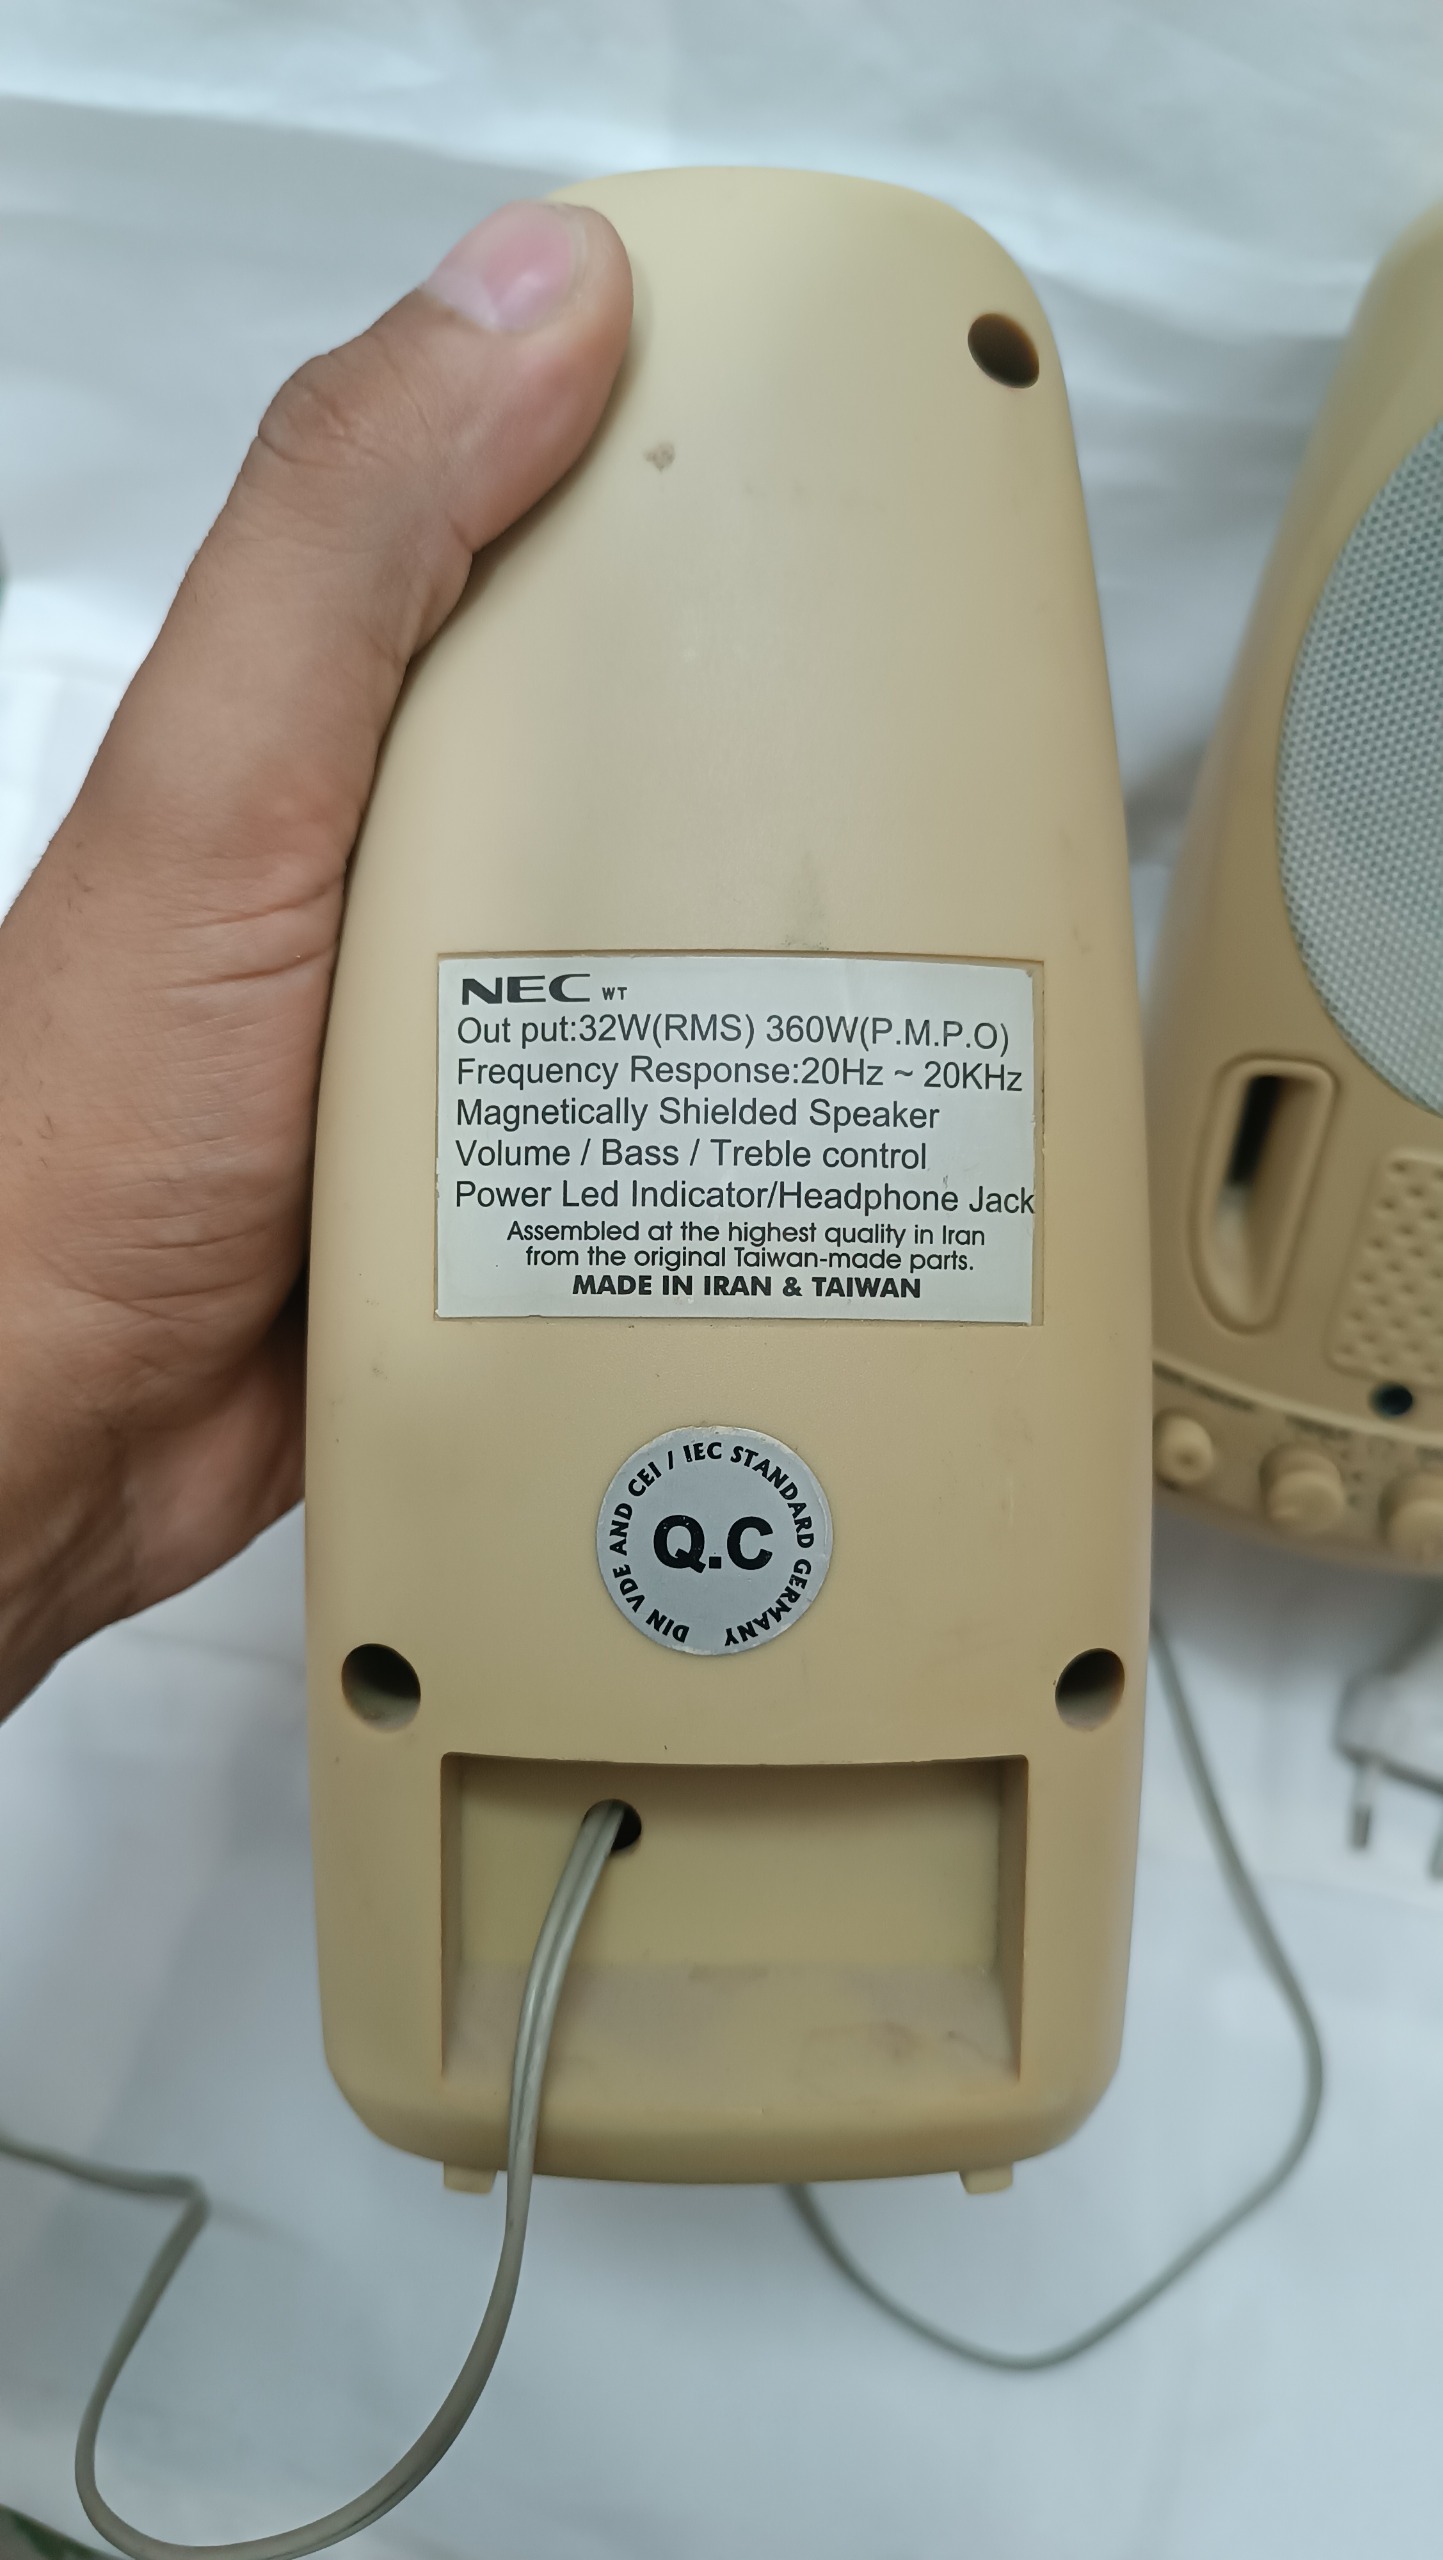 NEC WT
Out put:32W(RMS) 360W(P.M.P.O)
Frequency Response:20Hz ~ 20KHz
Magnetically Shielded Speaker
Volume / Bass / Treble control
Power Led Indicator/Headphone Jack
Assembled at the highest quality in Iran
from the original Taiwan-made parts.
MADE IN IRAN & TAIWAN
DIN VDE AND CEI / IEC STANDARD GERMANY
Q.C